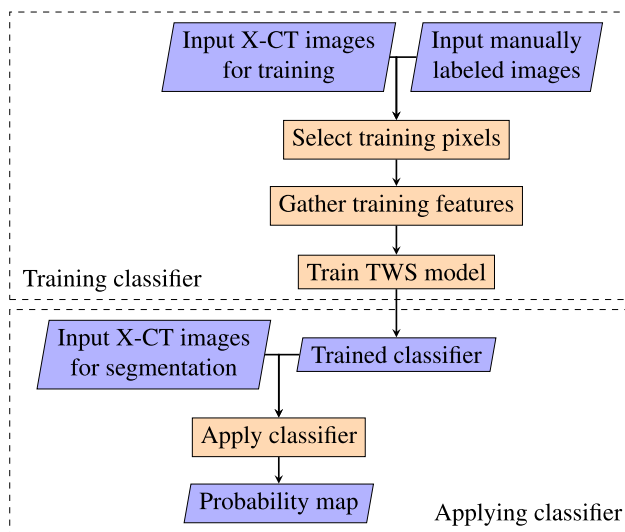 Input X-CT images
for training
Input manually
labeled images
Select training pixels
Gather training features
Train TWS model
Training classifier
Input X-CT images
for segmentation
Trained classifier
Apply classifier
Probability map
Applying classifier